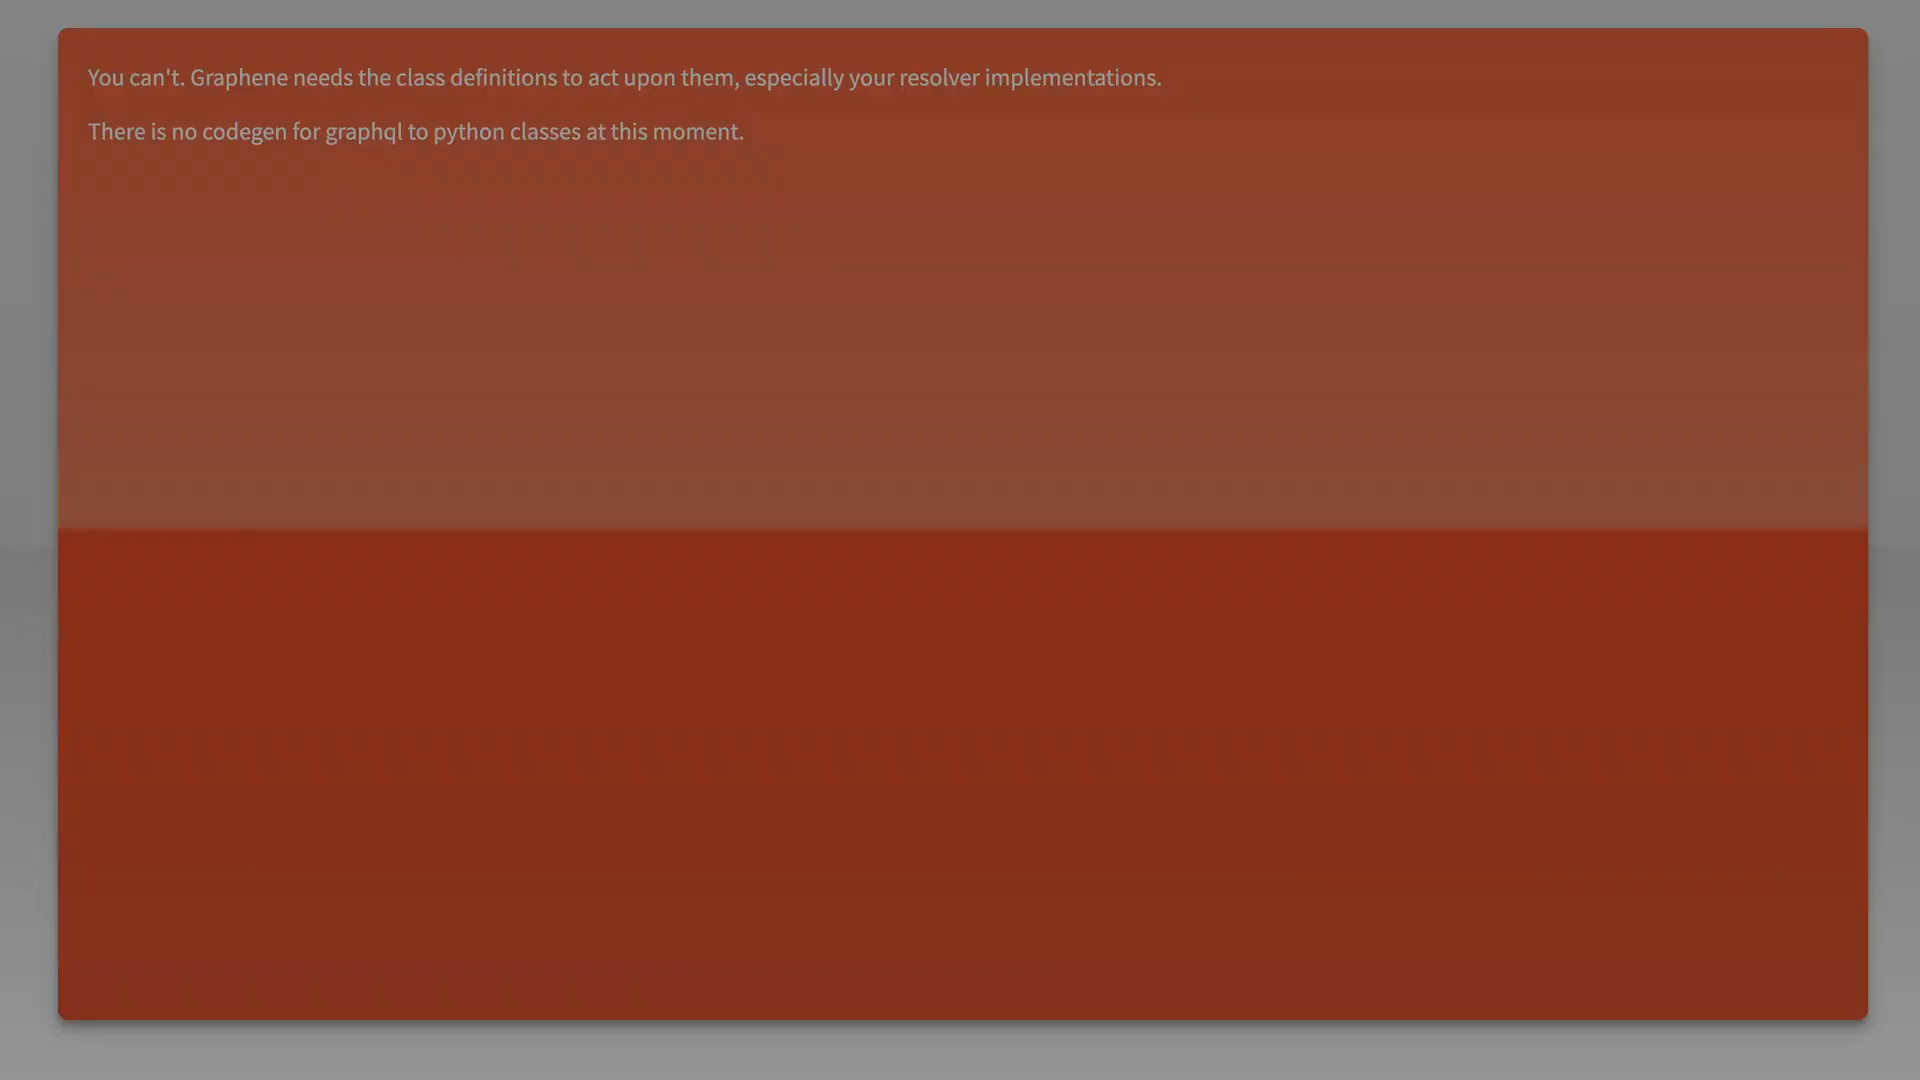 You can't. Graphene needs the class definitions to act upon them, especially your resolver implementations.
There is no codegen for graphql to python classes at this moment.